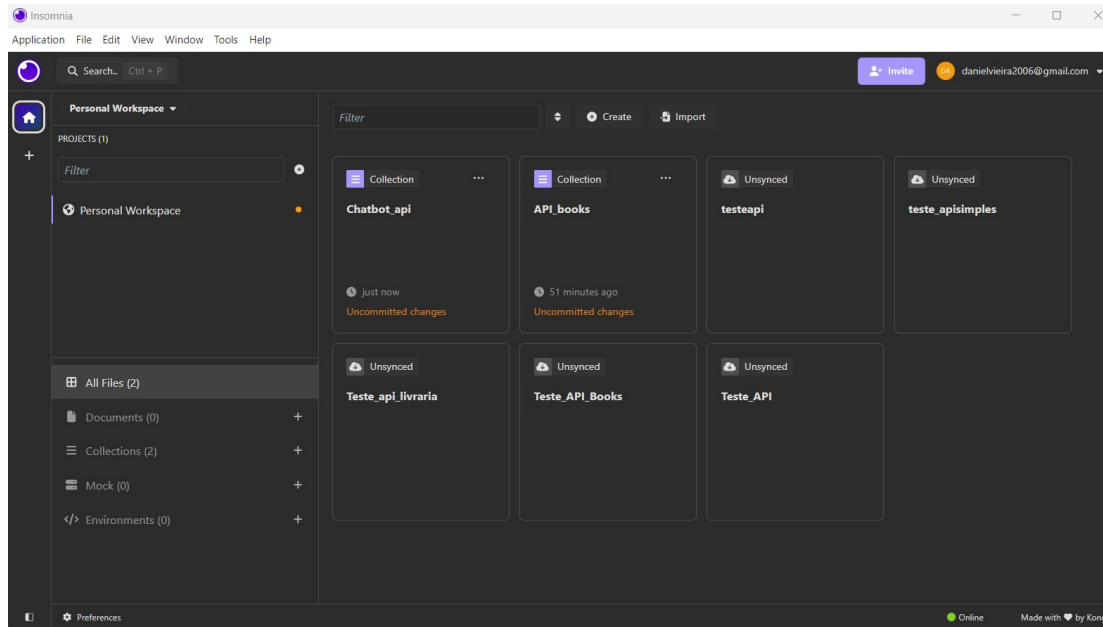 Insomnia
Application File Edit View Window Tools Help
Search.. Ctrl + P
Invite
DA
danielvieira2006@gmail.com
Personal Workspace
PROJECTS (1)
Filter
Personal Workspace
All Files (2)
Documents (0)
Collections (2)
Mock (0)
Environments (0)
Filter
Create
Import
Collection
Chatbot_api
just now
Uncommitted changes
Collection
API_books
51 minutes ago
Uncommitted changes
Unsynced
testeapi
Unsynced
teste_apisimples
Unsynced
Teste_api_livraria
Unsynced
Teste_API_Books
Unsynced
Teste_API
Preferences
Online
Made with ♥ by Kong